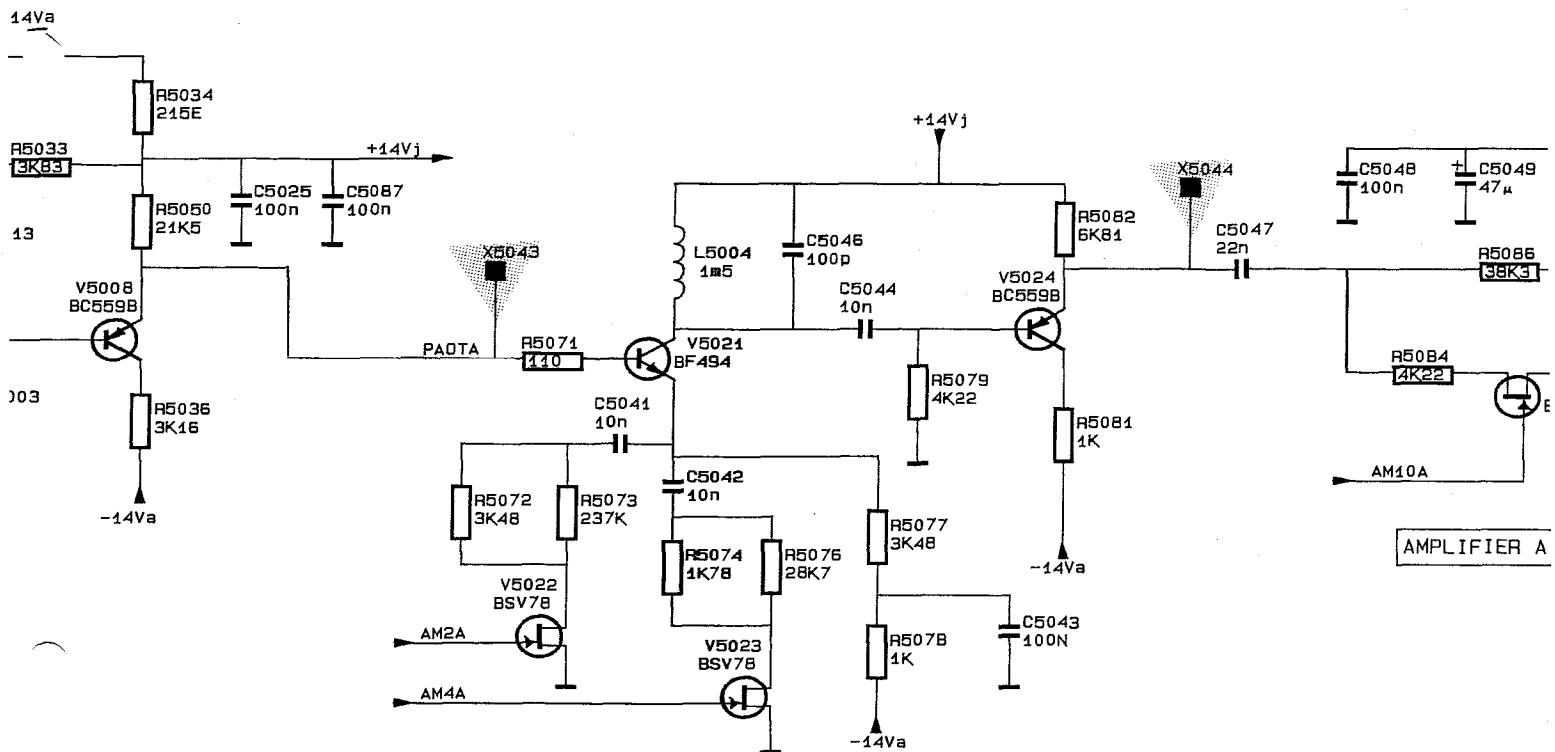 14Va
R5034
215E
R5033
3K83
+14Vj
C5025
100n
C5087
100n
R5050
21K5
13
V5008
BC559B
003
R5036
3K16
-14Va
X5043
PAOTA
R5071
110
V5021
BF494
L5004
1m5
C5046
100p
+14Vj
C5044
10n
R5079
4K22
V5024
BC559B
R5082
6K81
X5044
C5047
22n
R5081
1K
-14Va
C5048
100n
+
C5049
47µ
R5086
38K3
R50B4
4K22
AM10A
AMPLIFIER A
C5041
10n
R5072
3K48
R5073
237K
C5042
10n
R5074
1K78
R5076
28K7
R5077
3K48
R507B
1K
C5043
100N
-14Va
V5022
BSV78
AM2A
V5023
BSV78
AM4A